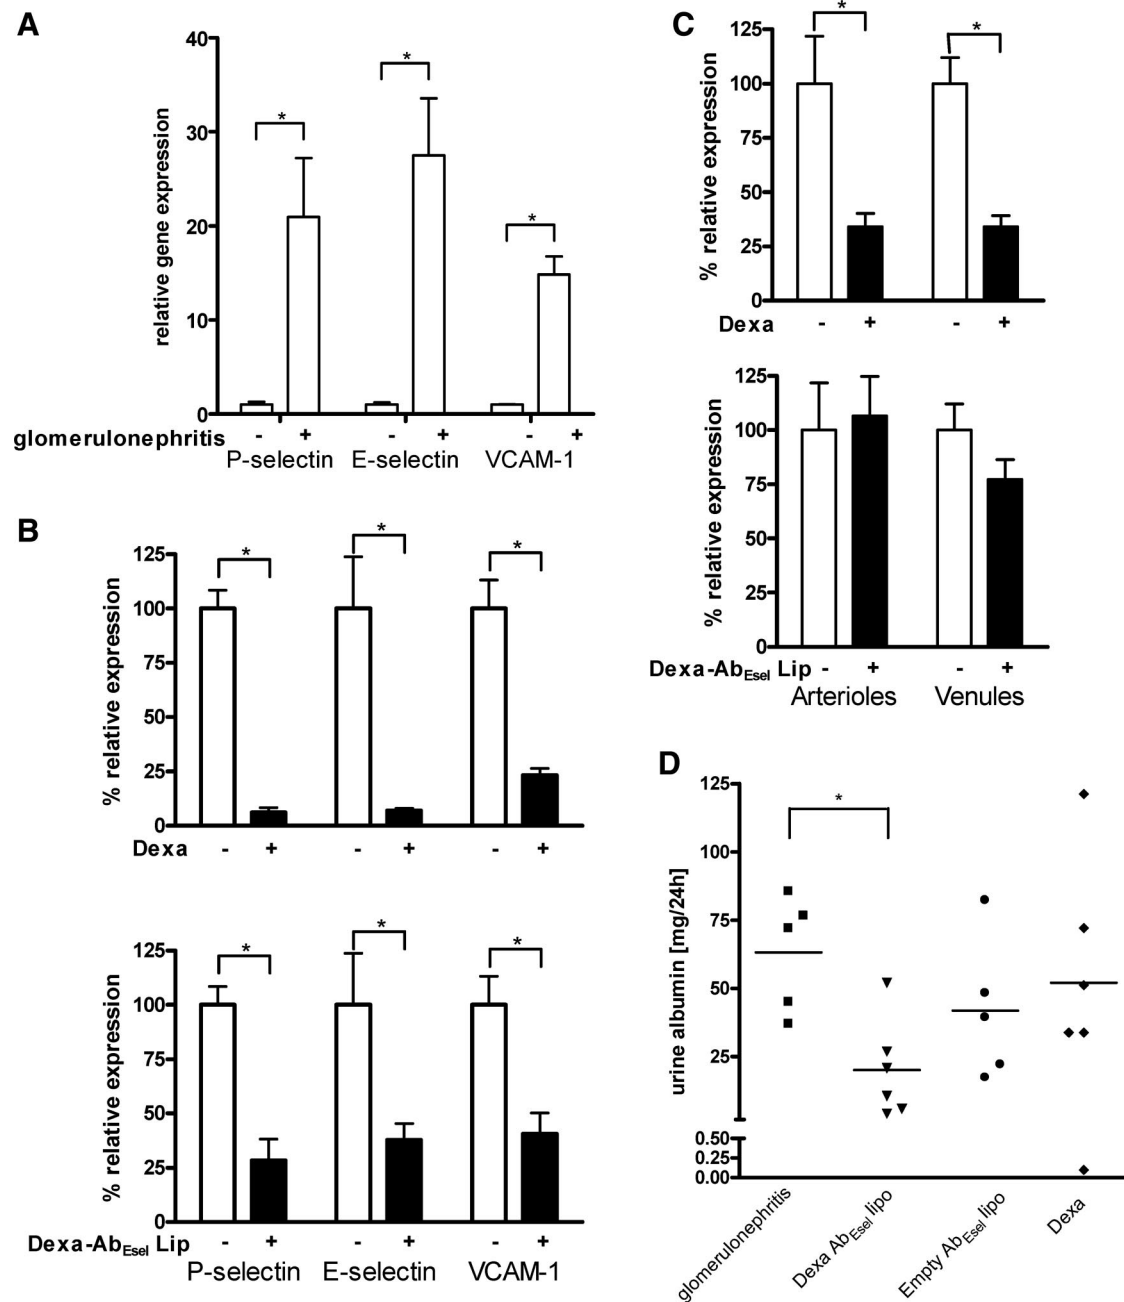 A
relative gene expression
40
30
20
10
0
* * *
glomerulonephritis - + - + - +
P-selectin E-selectin VCAM-1
B
% relative expression
125
100
75
50
25
0
* * *
Dexa - + - + - +
% relative expression
125
100
75
50
25
0
* * *
Dexa-AbEsel Lip - + - + - +
P-selectin E-selectin VCAM-1
C
% relative expression
125
100
75
50
25
0
* *
Dexa - + - +
% relative expression
125
100
75
50
25
0
Dexa-AbEsel Lip - + - +
Arterioles Venules
D
urine albumin [mg/24h]
125
100
75
50
25
0.50
0.25
0.00
*
glomerulonephritis
Dexa AbEsel lipo
Empty AbEsel lipo
Dexa